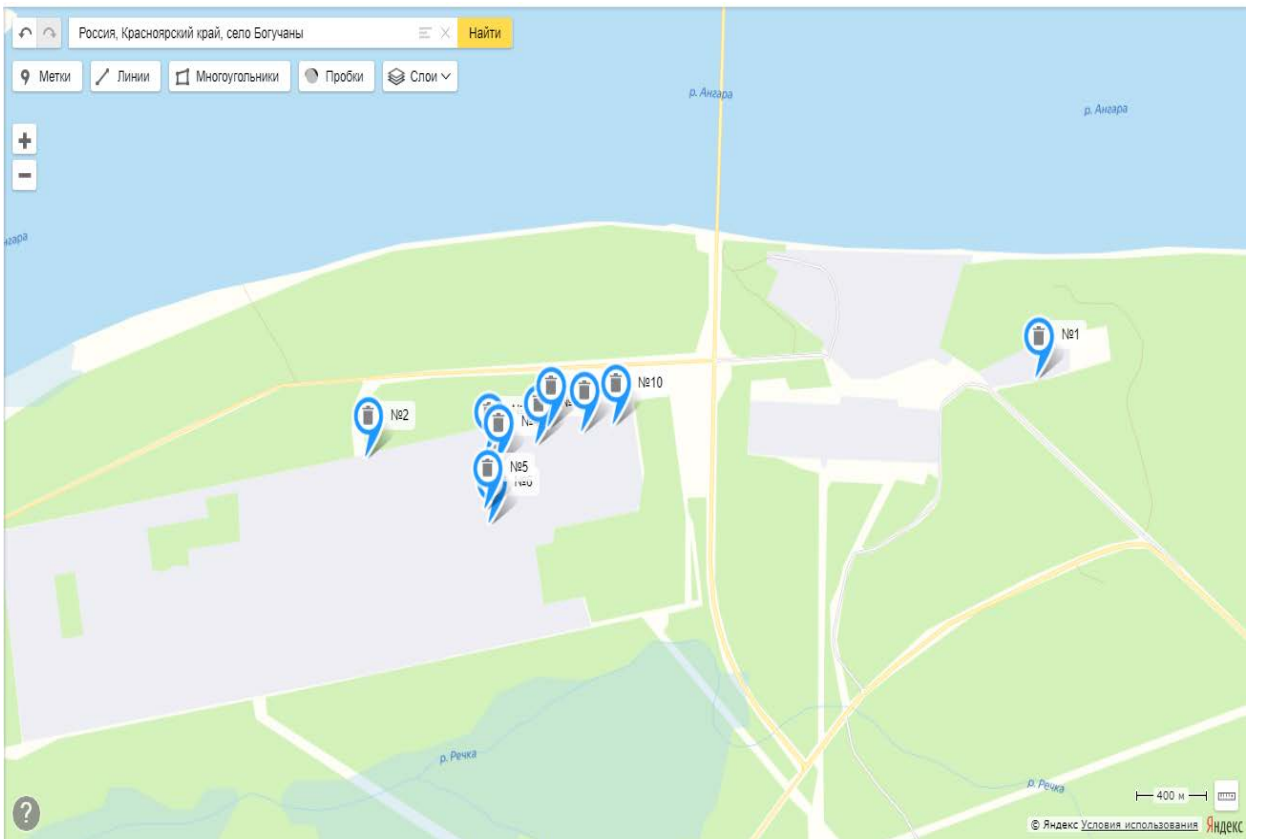 Россия, Красноярский край, село Богучаны
Найти
Метки
Линии
Многоугольники
Пробки
Слои
р. Ангара
р. Ангара
№1
№10
№2
№5
р. Речка
р. Речка
400 м
© Яндекс Условия использования Яндекс
?